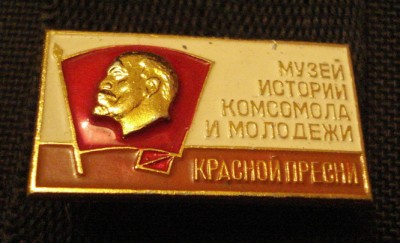 МУЗЕЙ
ИСТОРИИ
КОМСОМОЛА
И МОЛОДЕЖИ
КРАСНОЙ ПРЕСНИ